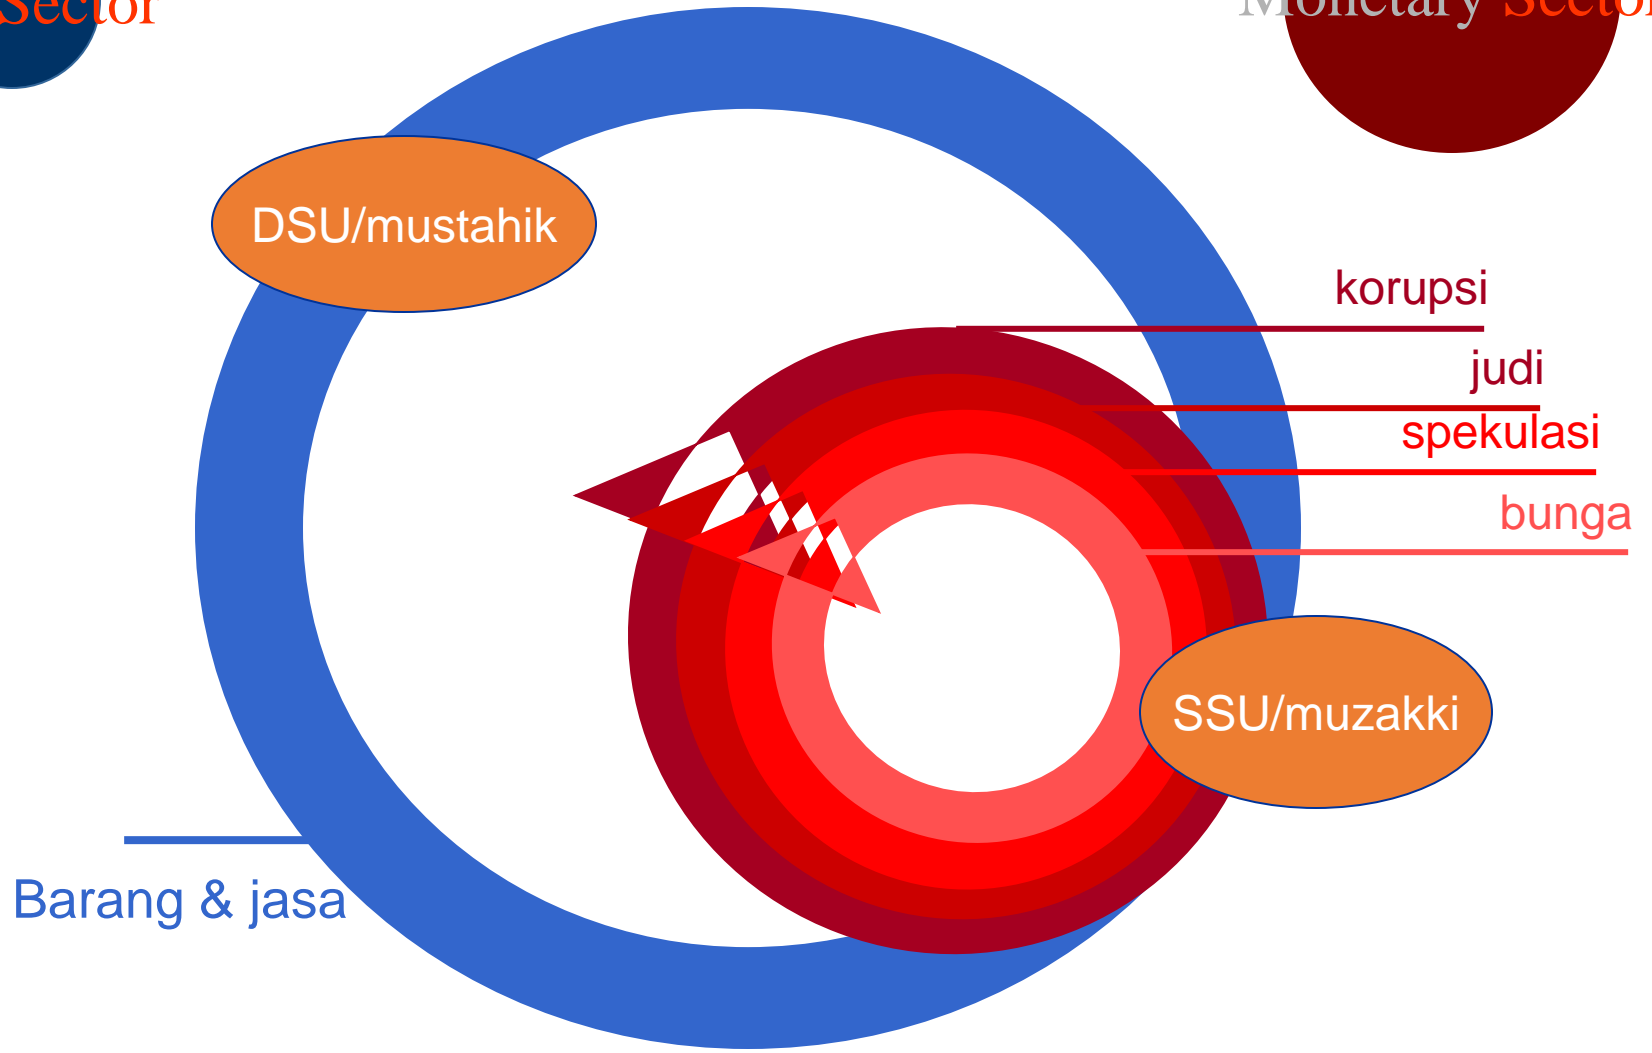 Sector
Monetary Sector
DSU/mustahik
korupsi
judi
spekulasi
bunga
SSU/muzakki
Barang & jasa